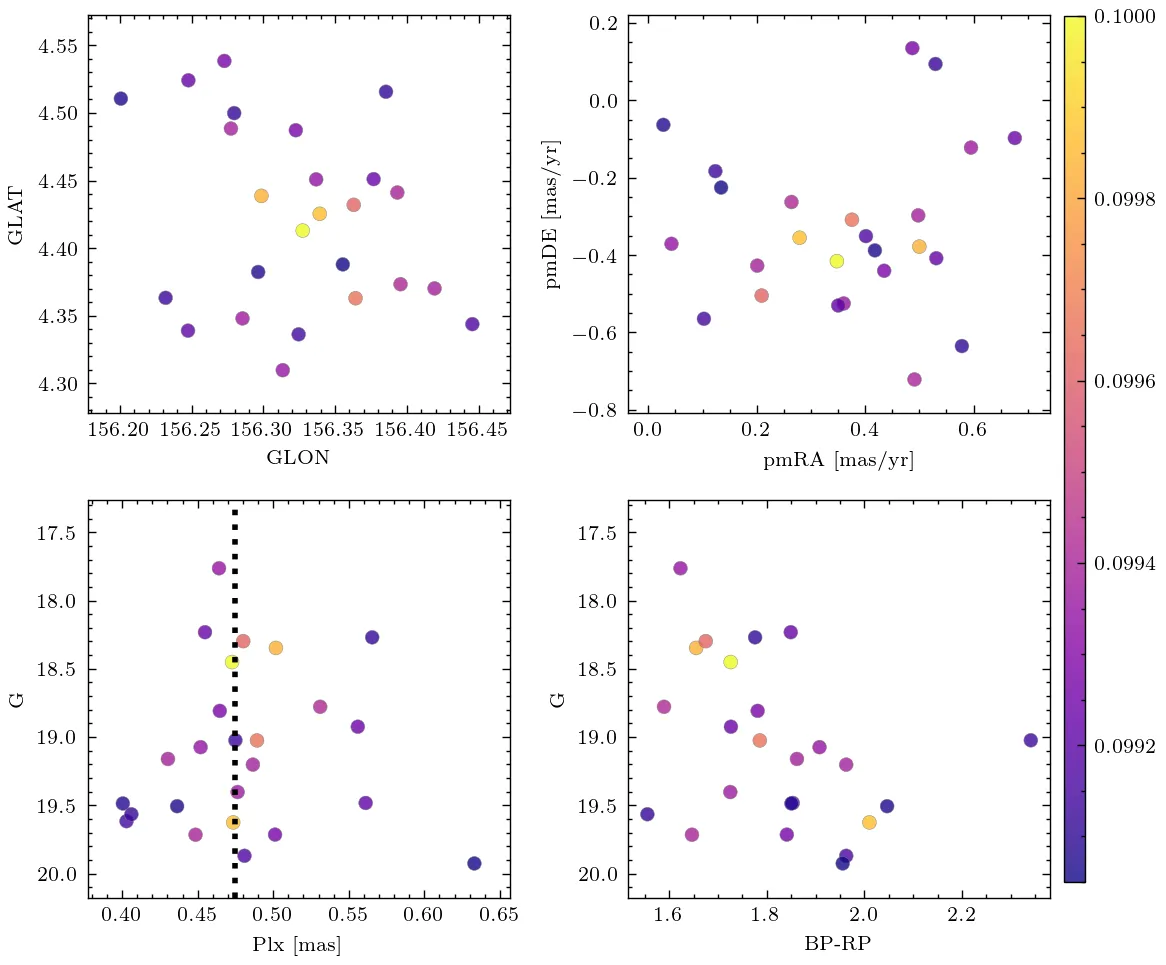 4.55
4.50
4.45
4.40
4.35
4.30
GLAT
156.20 156.25 156.30 156.35 156.40 156.45
GLON
0.2
0.0
−0.2
−0.4
−0.6
−0.8
pmDE [mas/yr]
0.0 0.2 0.4 0.6
pmRA [mas/yr]
0.1000
0.0998
0.0996
0.0994
0.0992
17.5
18.0
18.5
19.0
19.5
20.0
G
0.40 0.45 0.50 0.55 0.60 0.65
Plx [mas]
17.5
18.0
18.5
19.0
19.5
20.0
G
1.6 1.8 2.0 2.2
BP-RP